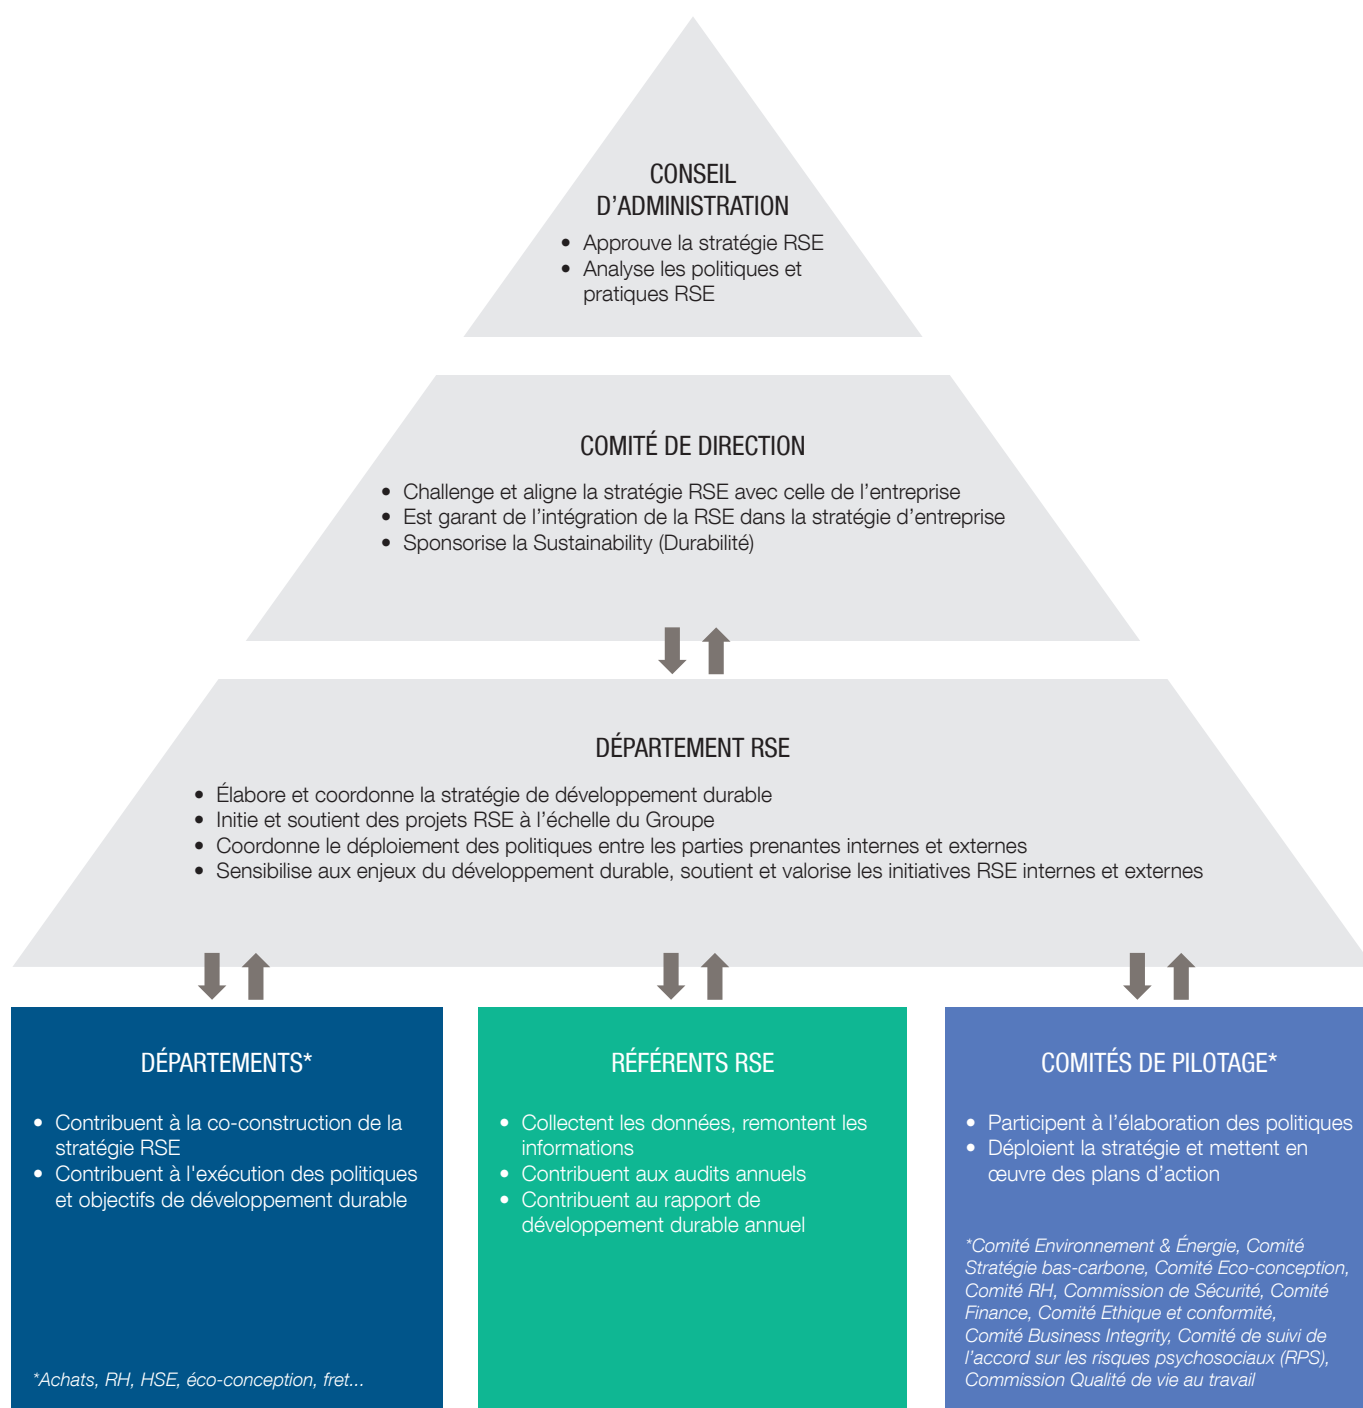 CONSEIL
D’ADMINISTRATION
• Approuve la stratégie RSE
• Analyse les politiques et
pratiques RSE
COMITÉ DE DIRECTION
• Challenge et aligne la stratégie RSE avec celle de l’entreprise
• Est garant de l’intégration de la RSE dans la stratégie d’entreprise
• Sponsorise la Sustainability (Durabilité)
DÉPARTEMENT RSE
• Élabore et coordonne la stratégie de développement durable
• Initie et soutient des projets RSE à l’échelle du Groupe
• Coordonne le déploiement des politiques entre les parties prenantes internes et externes
• Sensibilise aux enjeux du développement durable, soutient et valorise les initiatives RSE internes et externes
DÉPARTEMENTS*
• Contribuent à la co-construction de la
stratégie RSE
• Contribuent à l'exécution des politiques
et objectifs de développement durable
*Achats, RH, HSE, éco-conception, fret...
RÉFÉRENTS RSE
• Collectent les données, remontent les
informations
• Contribuent aux audits annuels
• Contribuent au rapport de
développement durable annuel
COMITÉS DE PILOTAGE*
• Participent à l’élaboration des politiques
• Déploient la stratégie et mettent en
œuvre des plans d’action
*Comité Environnement & Énergie, Comité
Stratégie bas-carbone, Comité Eco-conception,
Comité RH, Commission de Sécurité, Comité
Finance, Comité Ethique et conformité,
Comité Business Integrity, Comité de suivi de
l’accord sur les risques psychosociaux (RPS),
Commission Qualité de vie au travail